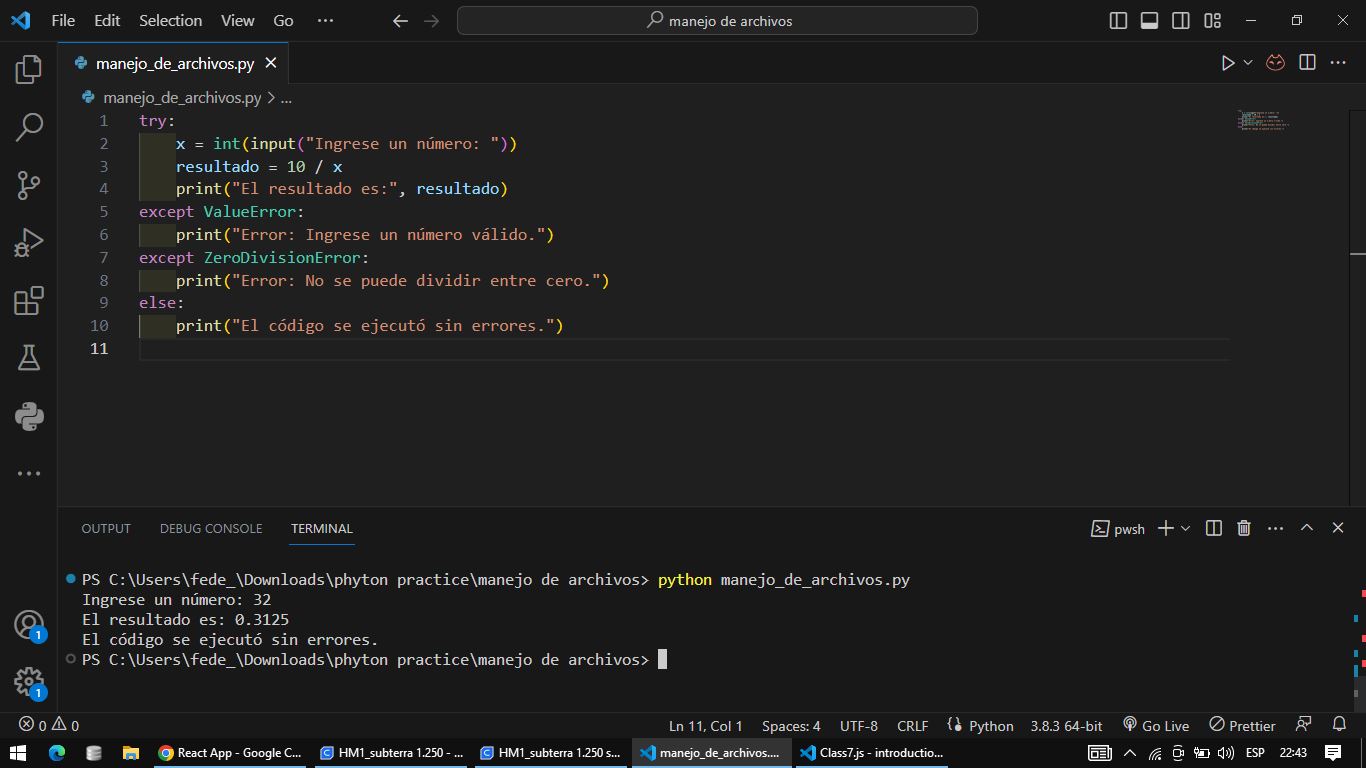 File Edit Selection View Go ··· manejo de archivos
manejo_de_archivos.py
manejo_de_archivos.py > ...
1 try:
2 x = int(input("Ingrese un número: "))
3 resultado = 10 / x
4 print("El resultado es:", resultado)
5 except ValueError:
6 print("Error: Ingrese un número válido.")
7 except ZeroDivisionError:
8 print("Error: No se puede dividir entre cero.")
9 else:
10 print("El código se ejecutó sin errores.")
11
OUTPUT DEBUG CONSOLE TERMINAL pwsh
PS C:\Users\fede_\Downloads\phyton practice\manejo de archivos> python manejo_de_archivos.py
Ingrese un número: 32
El resultado es: 0.3125
El código se ejecutó sin errores.
PS C:\Users\fede_\Downloads\phyton practice\manejo de archivos>
1
1
0 0 Ln 11, Col 1 Spaces: 4 UTF-8 CRLF Python 3.8.3 64-bit Go Live Prettier
React App - Google C... HM1_subterra 1.250 - ... HM1_subterra 1.250 s... manejo_de_archivos.... Class7.js - introductio... ESP 22:43